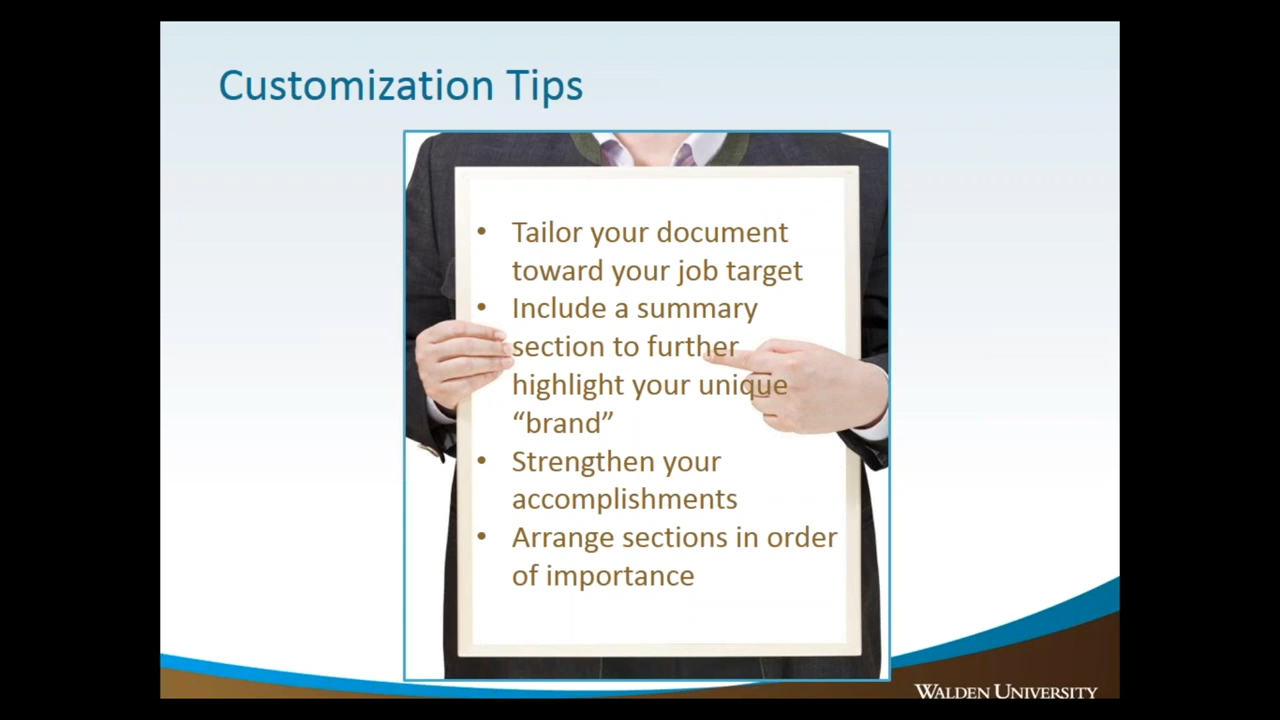 Customization Tips
• Tailor your document
toward your job target
• Include a summary
section to further
highlight your unique
“brand”
• Strengthen your
accomplishments
• Arrange sections in order
of importance
WALDEN UNIVERSITY